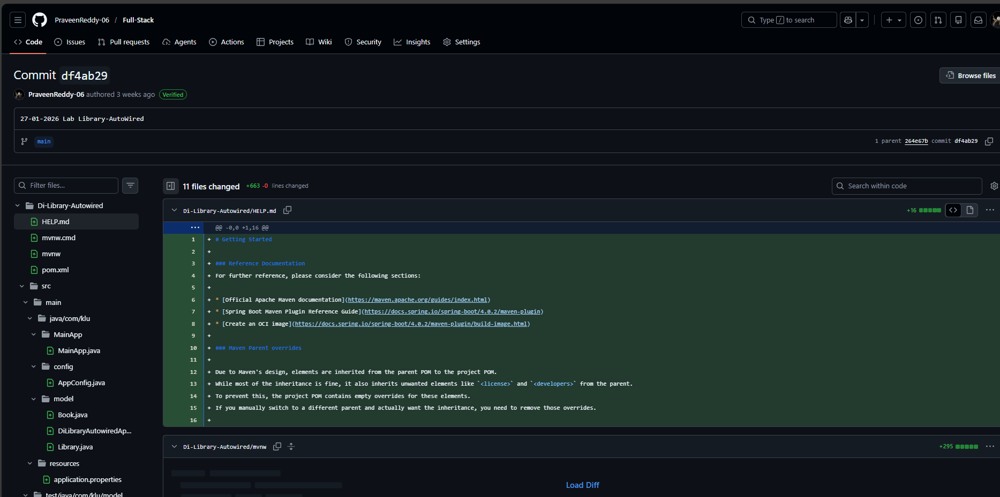 PraveenReddy-06 / Full-Stack
Type / to search
Code
Issues
Pull requests
Agents
Actions
Projects
Wiki
Security
Insights
Settings
Commit df4ab29
Browse files
PraveenReddy-06 authored 3 weeks ago Verified
27-01-2026 Lab Library-AutoWired
main
1 parent 264e67b commit df4ab29
Filter files...
Di-Library-Autowired
HELP.md
mvnw.cmd
mvnw
pom.xml
src
main
java/com/klu
MainApp
MainApp.java
config
AppConfig.java
model
Book.java
DiLibraryAutowiredAp...
Library.java
resources
application.properties
test/java/com/klu/model
11 files changed +663 -0 lines changed
Search within code
Di-Library-Autowired/HELP.md
+16
@@ -0,0 +1,16 @@
1 + # Getting Started
2 +
3 + ### Reference Documentation
4 + For further reference, please consider the following sections:
5 +
6 + * [Official Apache Maven documentation](https://maven.apache.org/guides/index.html)
7 + * [Spring Boot Maven Plugin Reference Guide](https://docs.spring.io/spring-boot/4.0.2/maven-plugin)
8 + * [Create an OCI image](https://docs.spring.io/spring-boot/4.0.2/maven-plugin/build-image.html)
9 +
10 + ### Maven Parent overrides
11 +
12 + Due to Maven's design, elements are inherited from the parent POM to the project POM.
13 + While most of the inheritance is fine, it also inherits unwanted elements like `<license>` and `<developers>` from the parent.
14 + To prevent this, the project POM contains empty overrides for these elements.
15 + If you manually switch to a different parent and actually want the inheritance, you need to remove those overrides.
16 +
Di-Library-Autowired/mvnw
+295
Load Diff